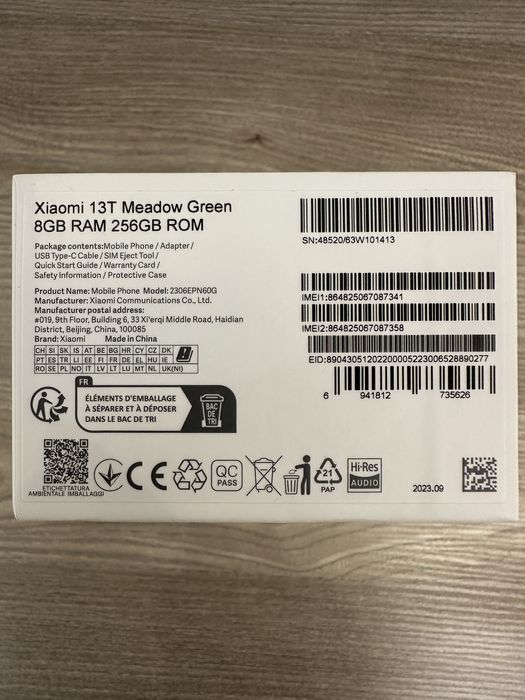 Xiaomi 13T Meadow Green
8GB RAM 256GB ROM
Package contents:Mobile Phone / Adapter /
USB Type-C Cable / SIM Eject Tool /
Quick Start Guide / Warranty Card /
Safety Information / Protective Case
Product Name: Mobile Phone Model: 2306EPN60G
Manufacturer: Xiaomi Communications Co., Ltd.
Manufacturer postal address:
#019, 9th Floor, Building 6, 33 Xi'erqi Middle Road, Haidian
District, Beijing, China, 100085
Brand: Xiaomi Made in China
CH SI SK IS AT BE BG HR CY CZ DK
PT ES TR LI EE FI FR DE EL HU IE
RO SE PL NO IT LV LT LU MT NL UK(NI)
FR
ÉLÉMENTS D'EMBALLAGE
À SÉPARER ET À DÉPOSER
DANS LE BAC DE TRI
BAC
DE
TRI
ETICHETTATURA
AMBIENTALE IMBALLAGGI
CE
QC
PASS
21
PAP
Hi-Res
AUDIO
SN:48520/63W101413
IMEI1:864825067087341
IMEI2:864825067087358
EID:89043051202200005223006528890277
6 941812 735626
2023.09